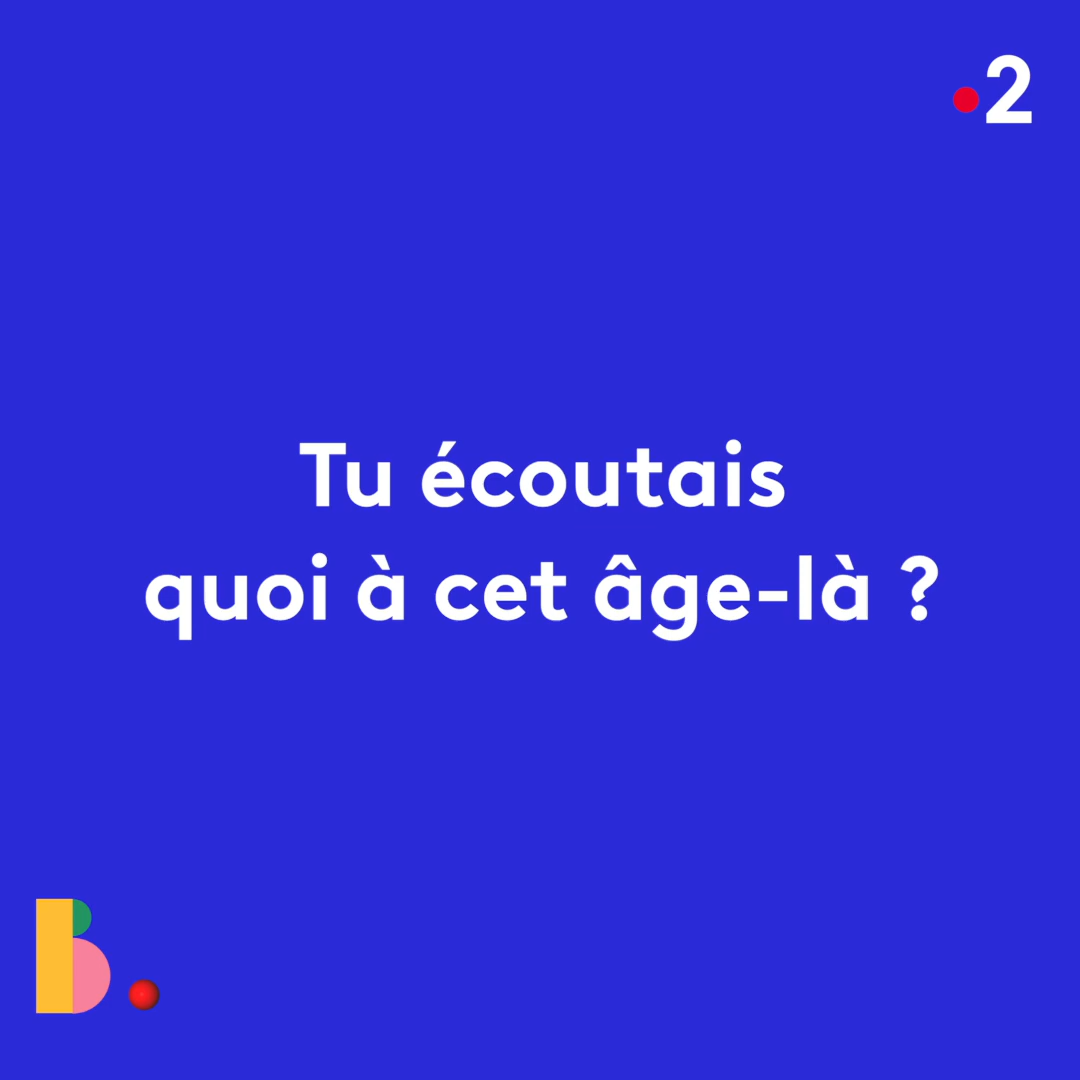 2
Tu écoutais
quoi à cet âge-là ?
B.